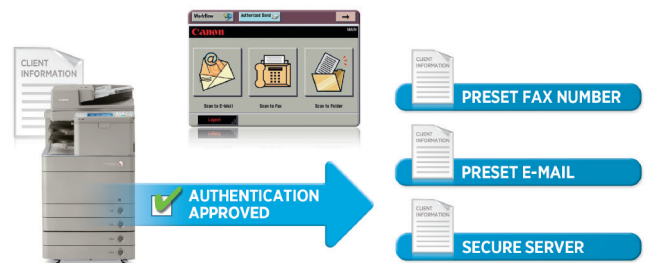 CLIENT
INFORMATION
Workflow
Authorized Send
Canon
MAIN
Scan to E-Mail
Scan to Fax
Scan to Folder
Logout
AUTHENTICATION
APPROVED
CLIENT
INFORMATION
PRESET FAX NUMBER
CLIENT
INFORMATION
PRESET E-MAIL
CLIENT
INFORMATION
SECURE SERVER